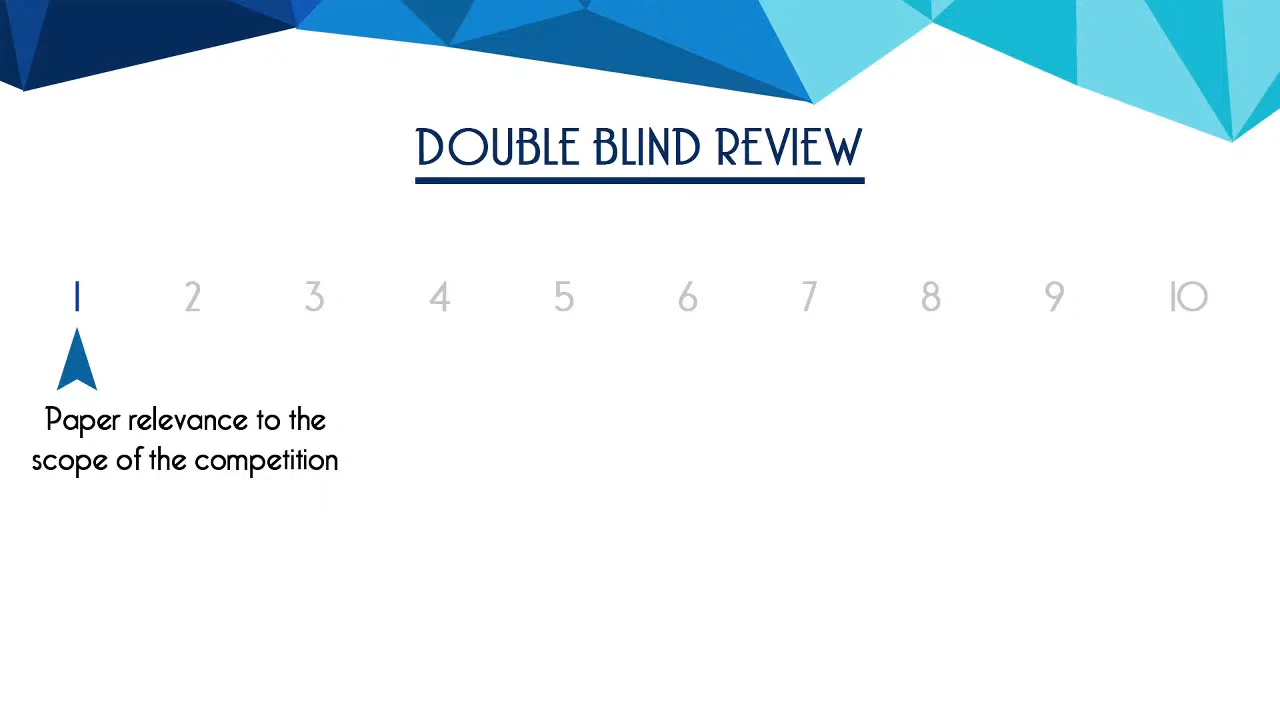 DOUBLE BLIND REVIEW
1 2 3 4 5 6 7 8 9 10
Paper relevance to the
scope of the competition